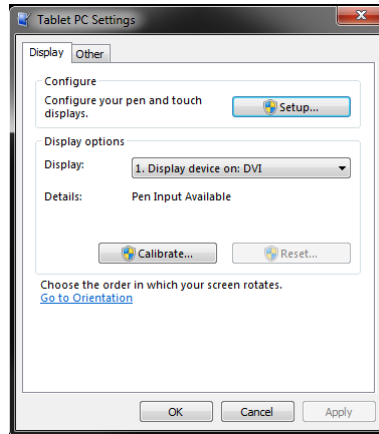 Tablet PC Settings
Display Other
Configure
Configure your pen and touch
displays.
Setup...
Display options
Display: 1. Display device on: DVI
Details: Pen Input Available
Calibrate... Reset...
Choose the order in which your screen rotates.
Go to Orientation
OK Cancel Apply